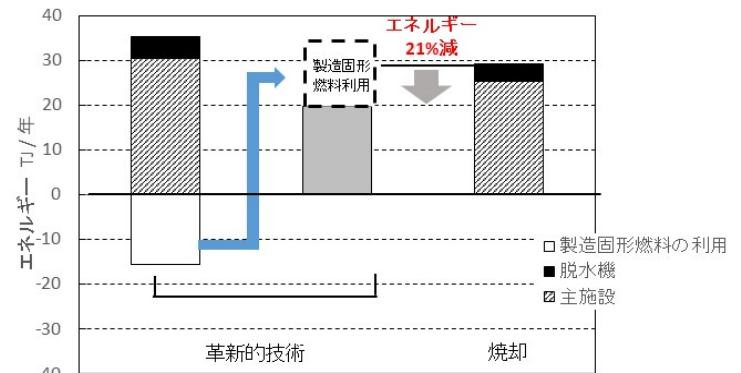 エネルギー TJ/年
40
30
20
10
0
-10
-20
-30
-40
製造固形
燃料利用
エネルギー
21%減
□ 製造固形燃料の利用
■ 脱水機
主施設
革新的技術
焼却